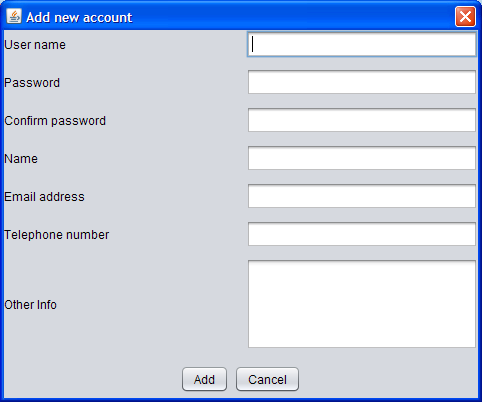 Add new account
User name
Password
Confirm password
Name
Email address
Telephone number
Other Info
Add Cancel